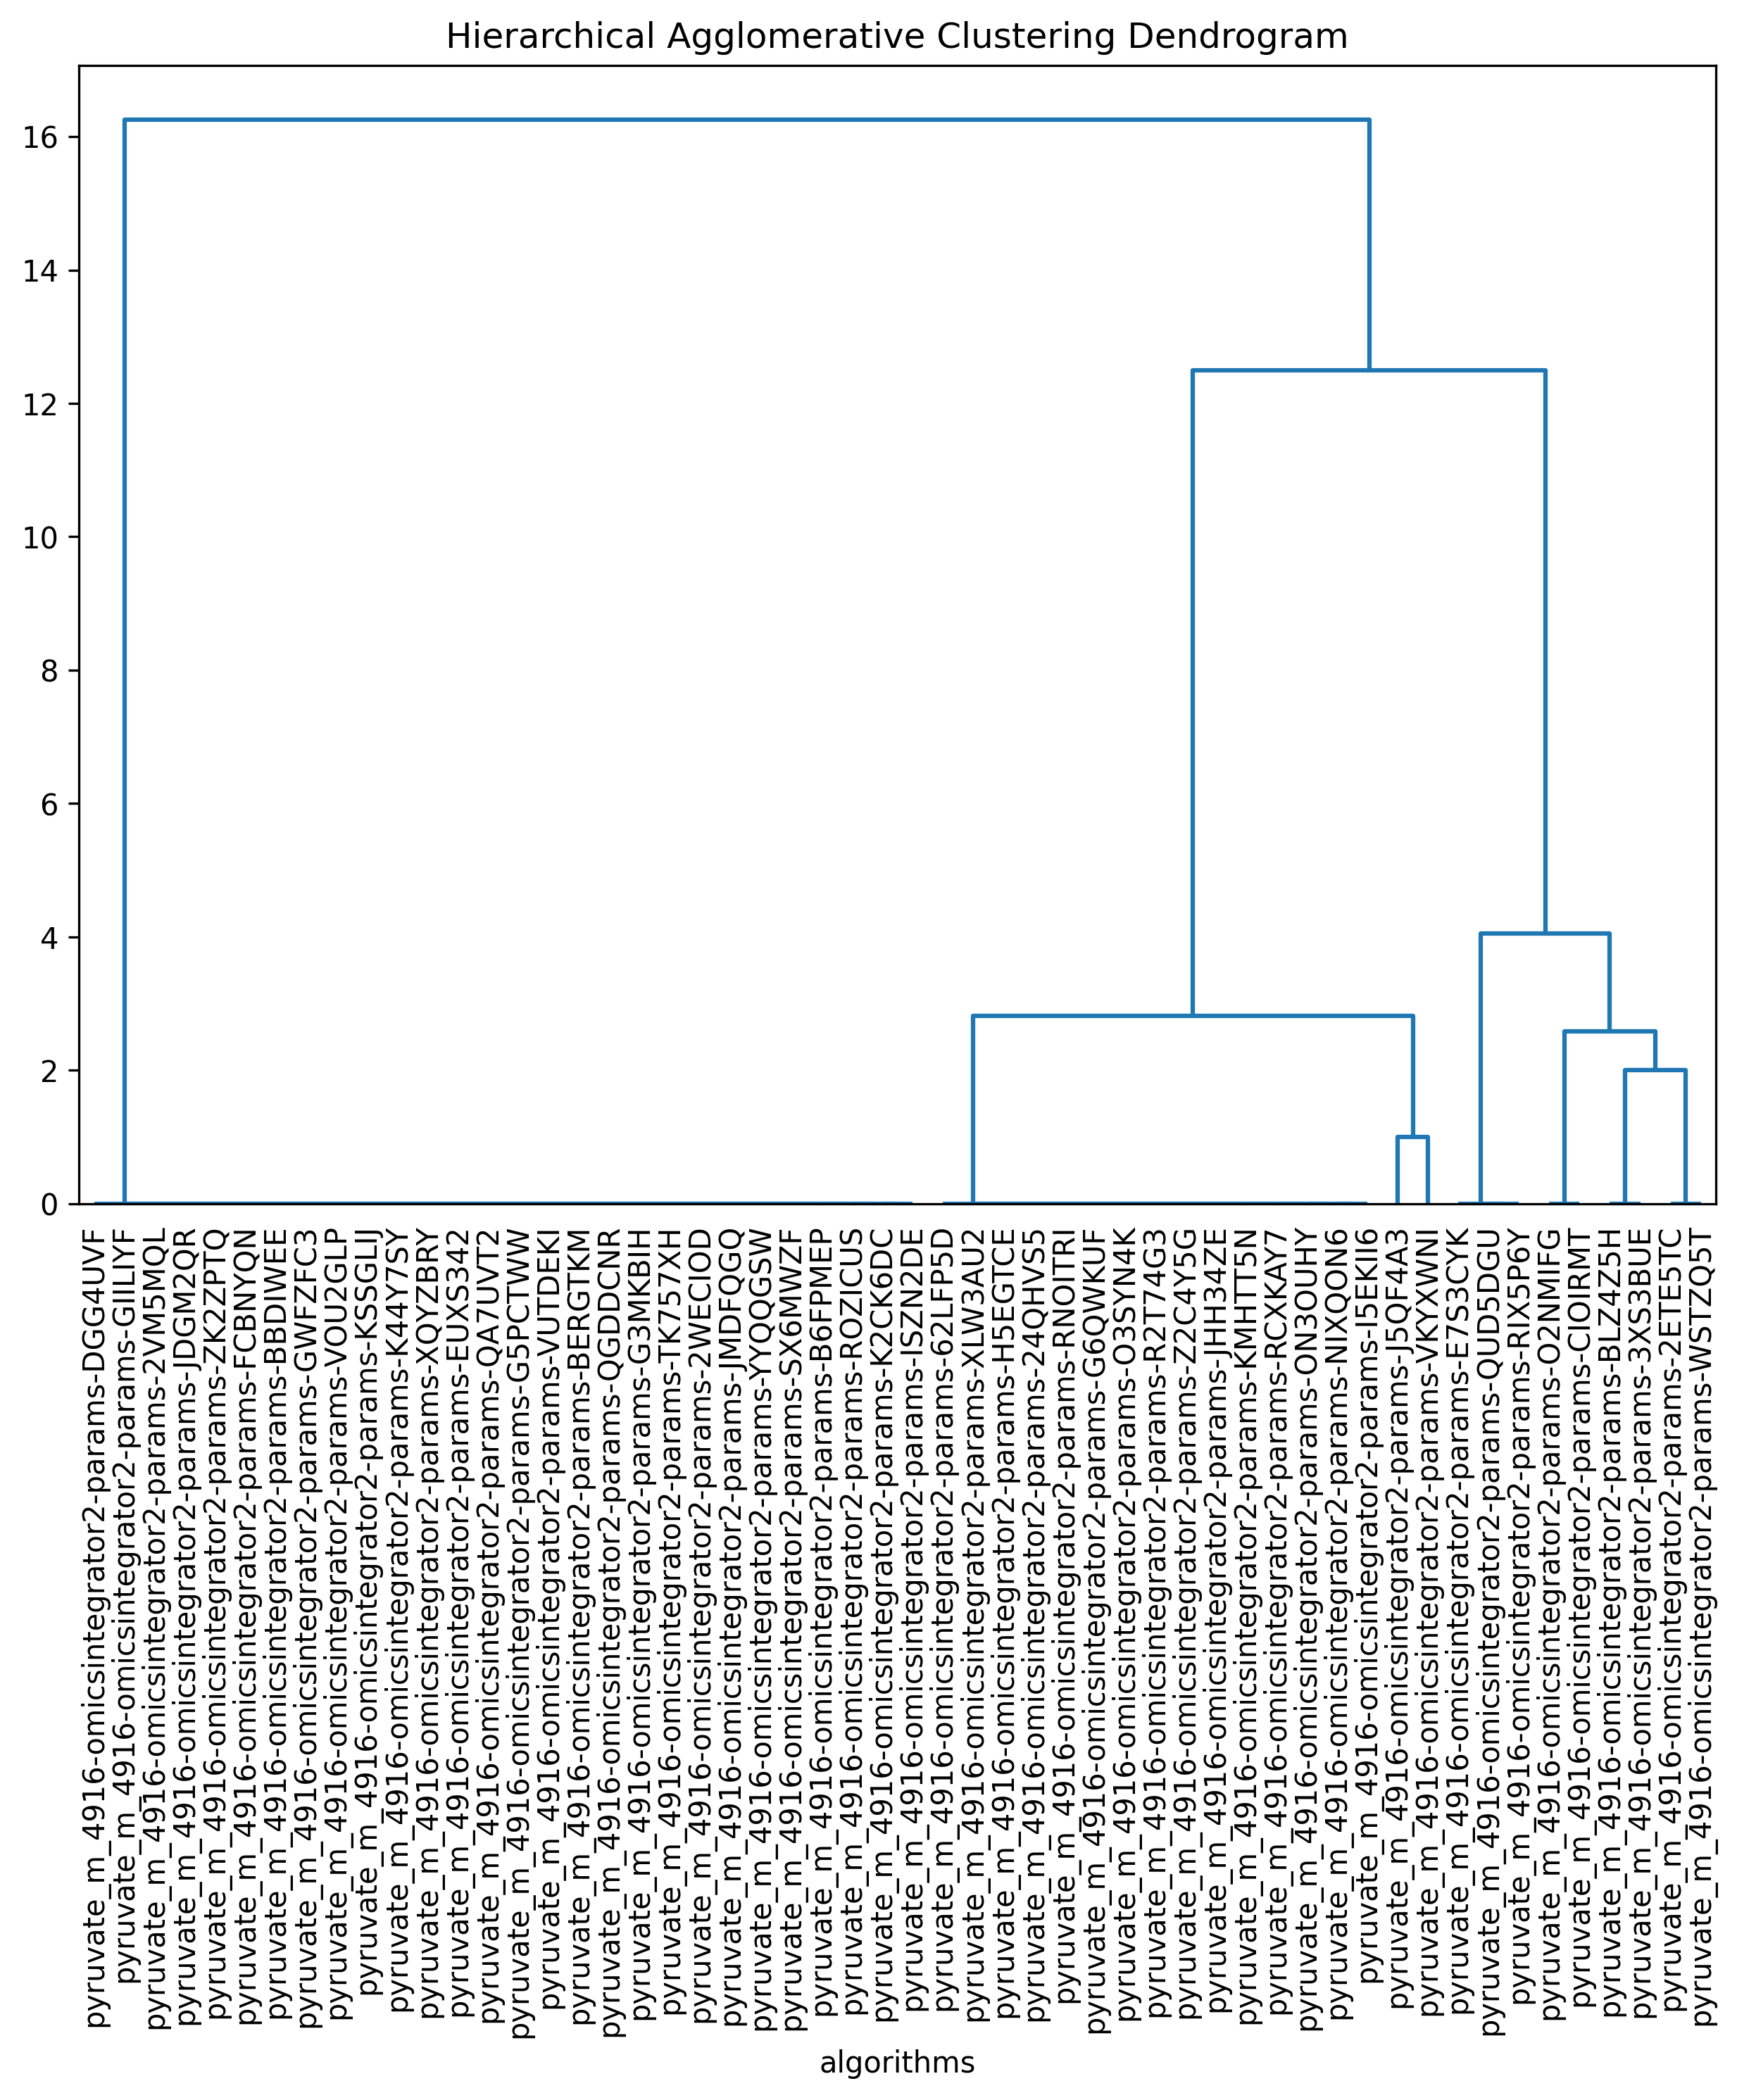 Hierarchical Agglomerative Clustering Dendrogram
16
14
12
10
8
6
4
2
0
pyruvate_m_4916-omicsintegrator2-params-DGG4UVF
pyruvate_m_4916-omicsintegrator2-params-GIILIYF
pyruvate_m_4916-omicsintegrator2-params-2VM5MQL
pyruvate_m_4916-omicsintegrator2-params-JDGM2QR
pyruvate_m_4916-omicsintegrator2-params-ZK2ZPTQ
pyruvate_m_4916-omicsintegrator2-params-FCBNYQN
pyruvate_m_4916-omicsintegrator2-params-BBDIWEE
pyruvate_m_4916-omicsintegrator2-params-GWFZFC3
pyruvate_m_4916-omicsintegrator2-params-VOU2GLP
pyruvate_m_4916-omicsintegrator2-params-KSSGLIJ
pyruvate_m_4916-omicsintegrator2-params-K44Y7SY
pyruvate_m_4916-omicsintegrator2-params-XQYZBRY
pyruvate_m_4916-omicsintegrator2-params-EUXS342
pyruvate_m_4916-omicsintegrator2-params-QA7UVT2
pyruvate_m_4916-omicsintegrator2-params-G5PCTWW
pyruvate_m_4916-omicsintegrator2-params-VUTDEKI
pyruvate_m_4916-omicsintegrator2-params-BERGTKM
pyruvate_m_4916-omicsintegrator2-params-QGDDCNR
pyruvate_m_4916-omicsintegrator2-params-G3MKBIH
pyruvate_m_4916-omicsintegrator2-params-TK757XH
pyruvate_m_4916-omicsintegrator2-params-2WECIOD
pyruvate_m_4916-omicsintegrator2-params-JMDFQGQ
pyruvate_m_4916-omicsintegrator2-params-YYQQGSW
pyruvate_m_4916-omicsintegrator2-params-SX6MWZF
pyruvate_m_4916-omicsintegrator2-params-B6FPMEP
pyruvate_m_4916-omicsintegrator2-params-ROZICUS
pyruvate_m_4916-omicsintegrator2-params-K2CK6DC
pyruvate_m_4916-omicsintegrator2-params-ISZN2DE
pyruvate_m_4916-omicsintegrator2-params-62LFP5D
pyruvate_m_4916-omicsintegrator2-params-XLW3AU2
pyruvate_m_4916-omicsintegrator2-params-H5EGTCE
pyruvate_m_4916-omicsintegrator2-params-24QHVS5
pyruvate_m_4916-omicsintegrator2-params-RNOITRI
pyruvate_m_4916-omicsintegrator2-params-G6QWKUF
pyruvate_m_4916-omicsintegrator2-params-O3SYN4K
pyruvate_m_4916-omicsintegrator2-params-R2T74G3
pyruvate_m_4916-omicsintegrator2-params-Z2C4Y5G
pyruvate_m_4916-omicsintegrator2-params-JHH34ZE
pyruvate_m_4916-omicsintegrator2-params-KMHTT5N
pyruvate_m_4916-omicsintegrator2-params-RCXKAY7
pyruvate_m_4916-omicsintegrator2-params-ON3OUHY
pyruvate_m_4916-omicsintegrator2-params-NIXQON6
pyruvate_m_4916-omicsintegrator2-params-I5EKII6
pyruvate_m_4916-omicsintegrator2-params-J5QF4A3
pyruvate_m_4916-omicsintegrator2-params-VKYXWNI
pyruvate_m_4916-omicsintegrator2-params-E7S3CYK
pyruvate_m_4916-omicsintegrator2-params-QUD5DGU
pyruvate_m_4916-omicsintegrator2-params-RIX5P6Y
pyruvate_m_4916-omicsintegrator2-params-O2NMIFG
pyruvate_m_4916-omicsintegrator2-params-CIOIRMT
pyruvate_m_4916-omicsintegrator2-params-BLZ4Z5H
pyruvate_m_4916-omicsintegrator2-params-3XS3BUE
pyruvate_m_4916-omicsintegrator2-params-2ETE5TC
pyruvate_m_4916-omicsintegrator2-params-WSTZQ5T
algorithms